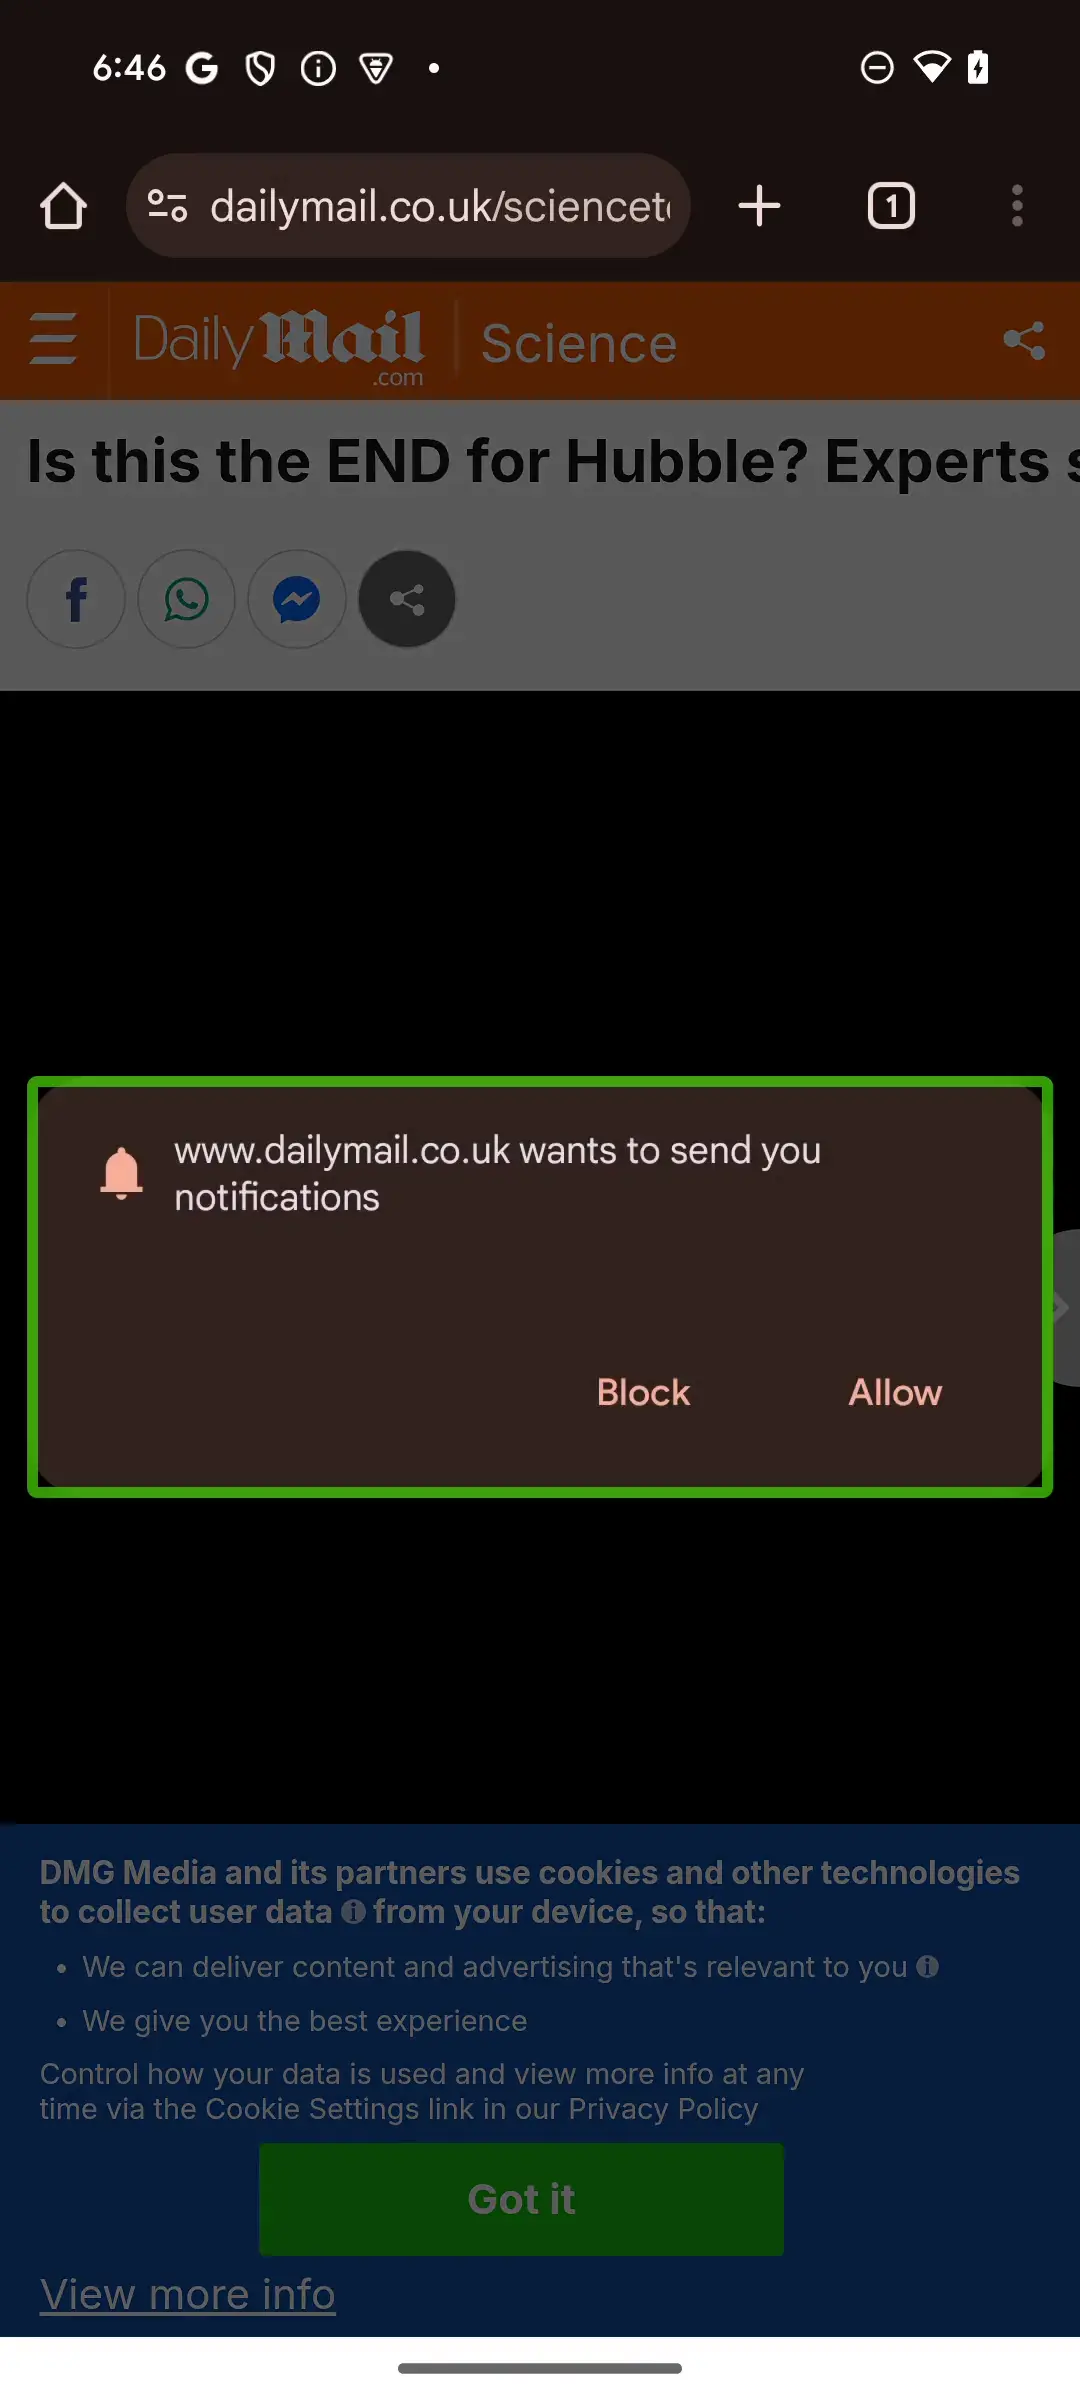 6:46
dailymail.co.uk/sciencet
1
Daily Mail
.com
Science
Is this the END for Hubble? Experts s
www.dailymail.co.uk wants to send you
notifications
Block
Allow
DMG Media and its partners use cookies and other technologies
to collect user data from your device, so that:
• We can deliver content and advertising that's relevant to you
• We give you the best experience
Control how your data is used and view more info at any
time via the Cookie Settings link in our Privacy Policy
Got it
View more info